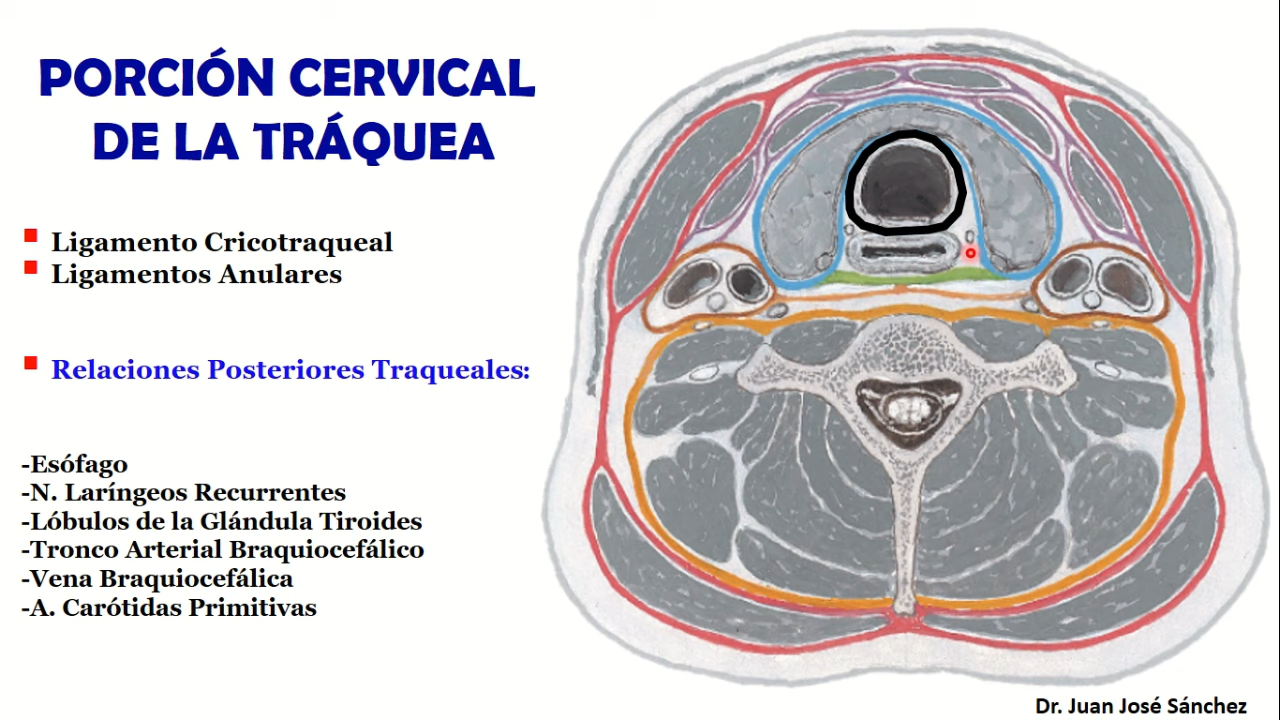 PORCIÓN CERVICAL
DE LA TRÁQUEA
Ligamento Cricotraqueal
Ligamentos Anulares
Relaciones Posteriores Traqueales:
-Esófago
-N. Laríngeos Recurrentes
-Lóbulos de la Glándula Tiroides
-Tronco Arterial Braquiocefálico
-Vena Braquiocefálica
-A. Carótidas Primitivas
Dr. Juan José Sánchez